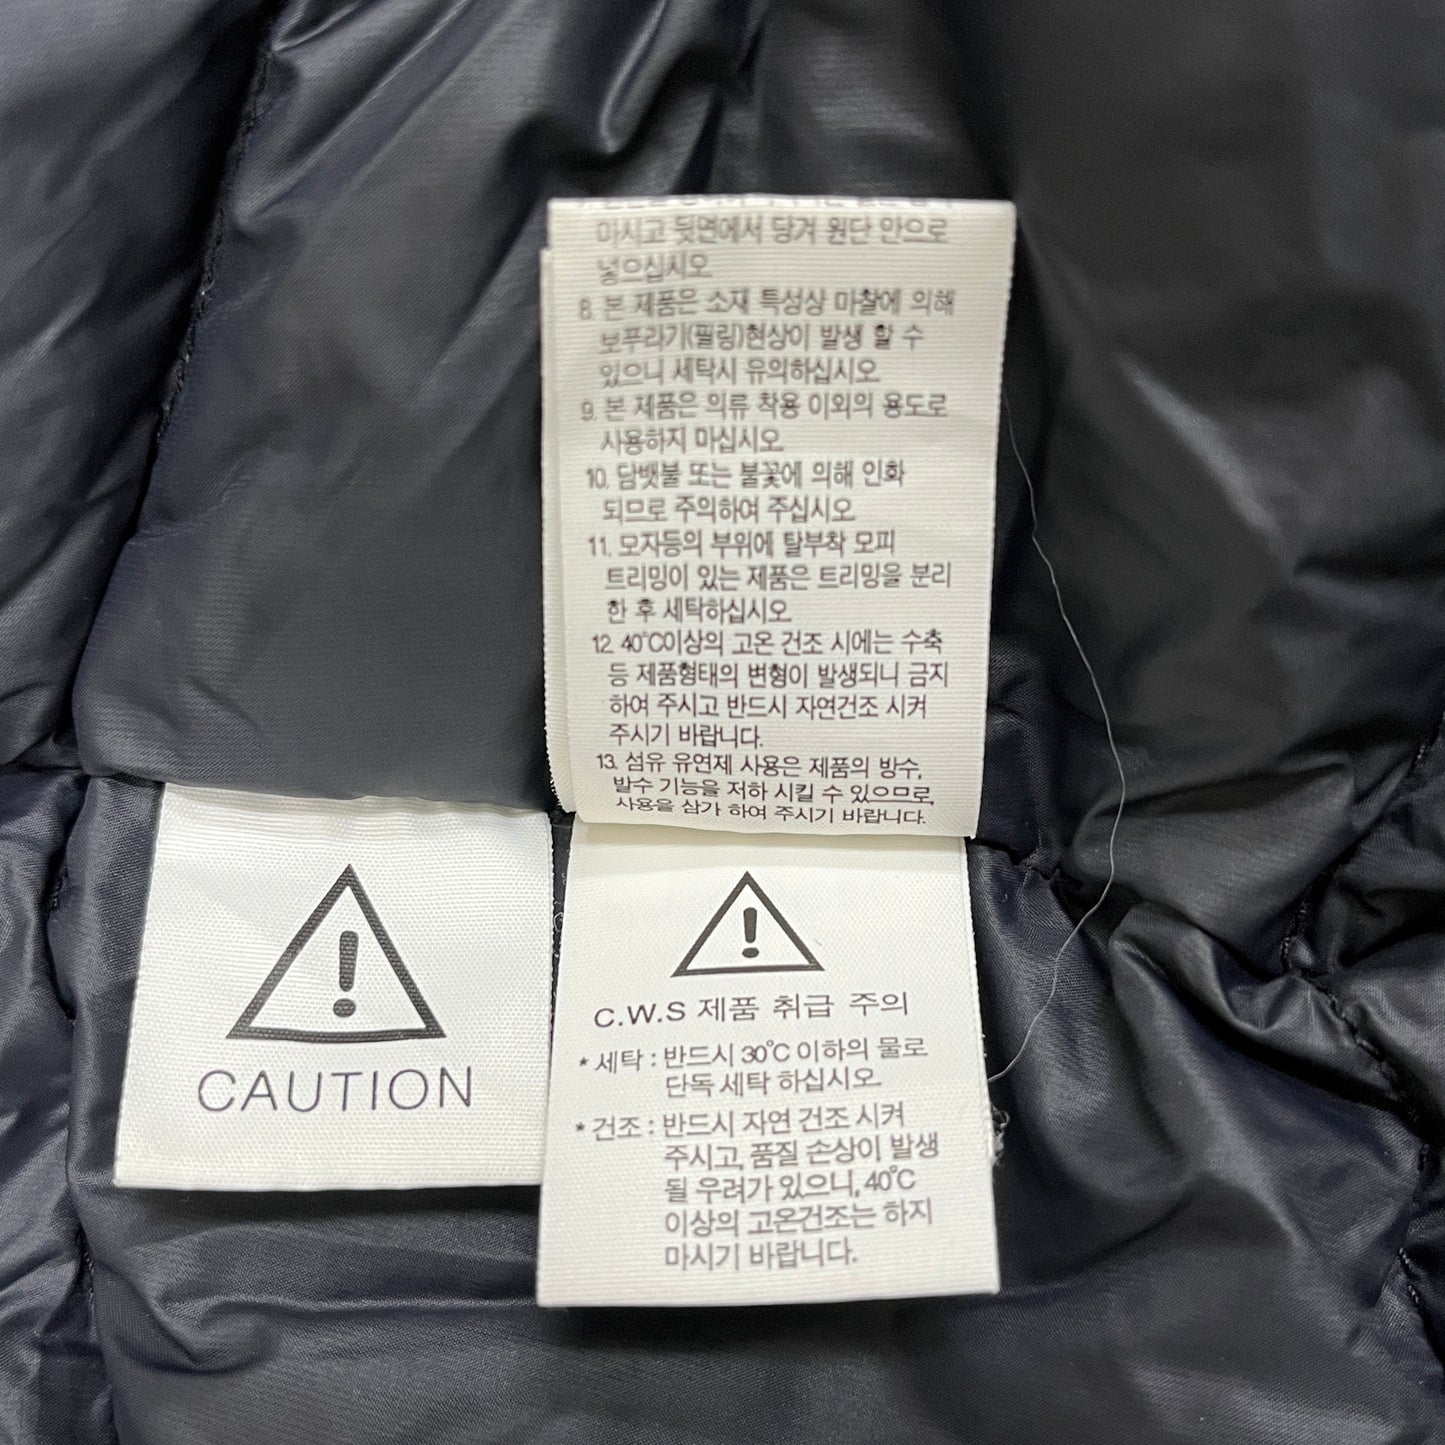 마시고 뒷면에서 당겨 원단 안으로
넣으십시오
8. 본 제품은 소재 특성상 마찰에 의해
보푸라기(필링)현상이 발생 할 수
있으니 세탁시 유의하십시오
9. 본 제품은 의류 착용 이외의 용도로
사용하지 마십시오
10. 담뱃불 또는 불꽃에 의해 인화
되므로 주의하여 주십시오
11. 모자등의 부위에 탈부착 모피
트리밍이 있는 제품은 트리밍을 분리
한 후 세탁하십시오
12. 40℃이상의 고온 건조 시에는 수축
등 제품형태의 변형이 발생되니 금지
하여 주시고 반드시 자연건조 시켜
주시기 바랍니다.
13. 섬유 유연제 사용은 제품의 방수,
발수 기능을 저하 시킬 수 있으므로,
사용을 삼가 하여 주시기 바랍니다.
CAUTION
C.W.S 제품 취급 주의
* 세탁 : 반드시 30℃ 이하의 물로
단독 세탁 하십시오.
* 건조 : 반드시 자연 건조 시켜
주시고, 품질 손상이 발생
될 우려가 있으니, 40℃
이상의 고온건조는 하지
마시기 바랍니다.